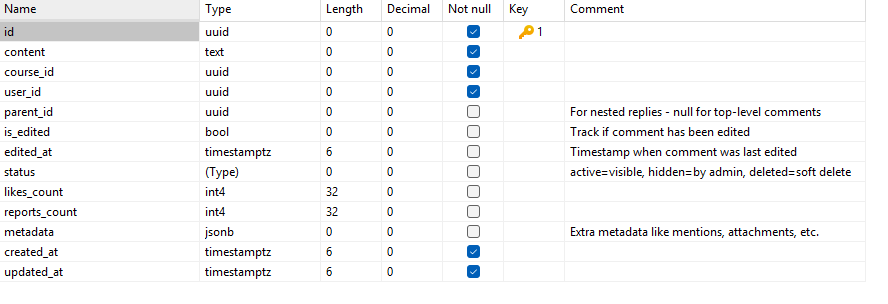 Name Type Length Decimal Not null Key Comment
id uuid 0 0 1
content text 0 0
course_id uuid 0 0
user_id uuid 0 0
parent_id uuid 0 0 For nested replies - null for top-level comments
is_edited bool 0 0 Track if comment has been edited
edited_at timestamptz 6 0 Timestamp when comment was last edited
status (Type) 0 0 active=visible, hidden=by admin, deleted=soft delete
likes_count int4 32 0
reports_count int4 32 0
metadata jsonb 0 0 Extra metadata like mentions, attachments, etc.
created_at timestamptz 6 0
updated_at timestamptz 6 0